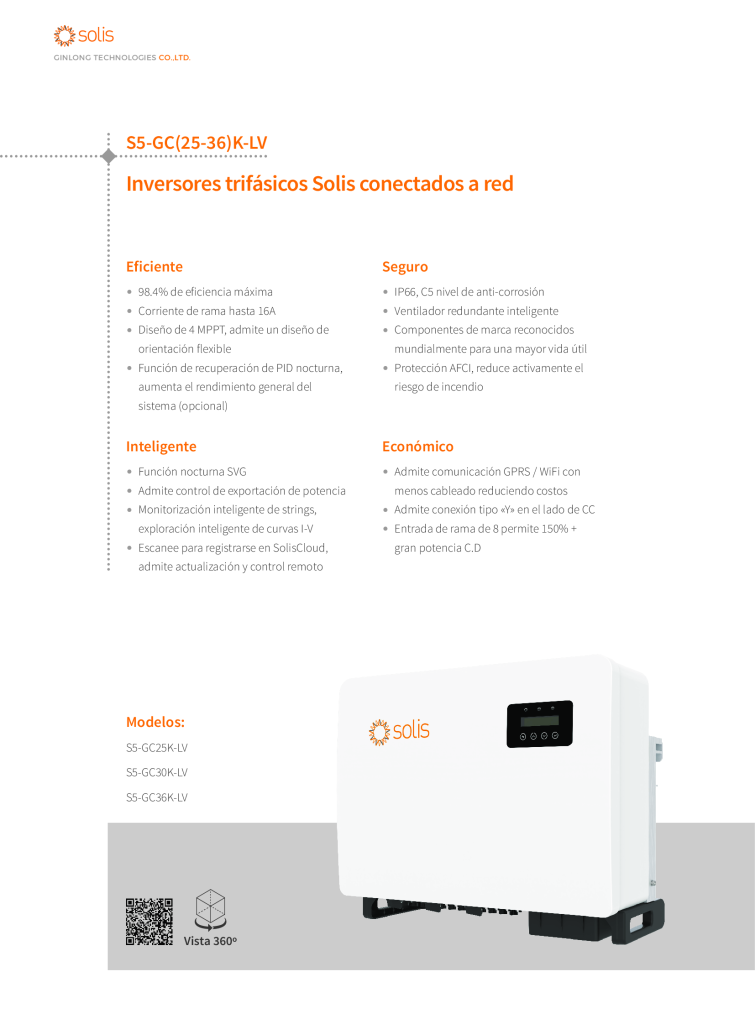 solis
GINLONG TECHNOLOGIES CO.,LTD.
S5-GC(25-36)K-LV
Inversores trifásicos Solis conectados a red
Eficiente
• 98.4% de eficiencia máxima
• Corriente de rama hasta 16A
• Diseño de 4 MPPT, admite un diseño de
orientación flexible
• Función de recuperación de PID nocturna,
aumenta el rendimiento general del
sistema (opcional)
Seguro
• IP66, C5 nivel de anti-corrosión
• Ventilador redundante inteligente
• Componentes de marca reconocidos
mundialmente para una mayor vida útil
• Protección AFCI, reduce activamente el
riesgo de incendio
Inteligente
• Función nocturna SVG
• Admite control de exportación de potencia
• Monitorización inteligente de strings,
exploración inteligente de curvas I-V
• Escanee para registrarse en SolisCloud,
admite actualización y control remoto
Económico
• Admite comunicación GPRS / WiFi con
menos cableado reduciendo costos
• Admite conexión tipo «Y» en el lado de CC
• Entrada de rama de 8 permite 150% +
gran potencia C.D
Modelos:
S5-GC25K-LV
S5-GC30K-LV
S5-GC36K-LV
solis
Vista 360º